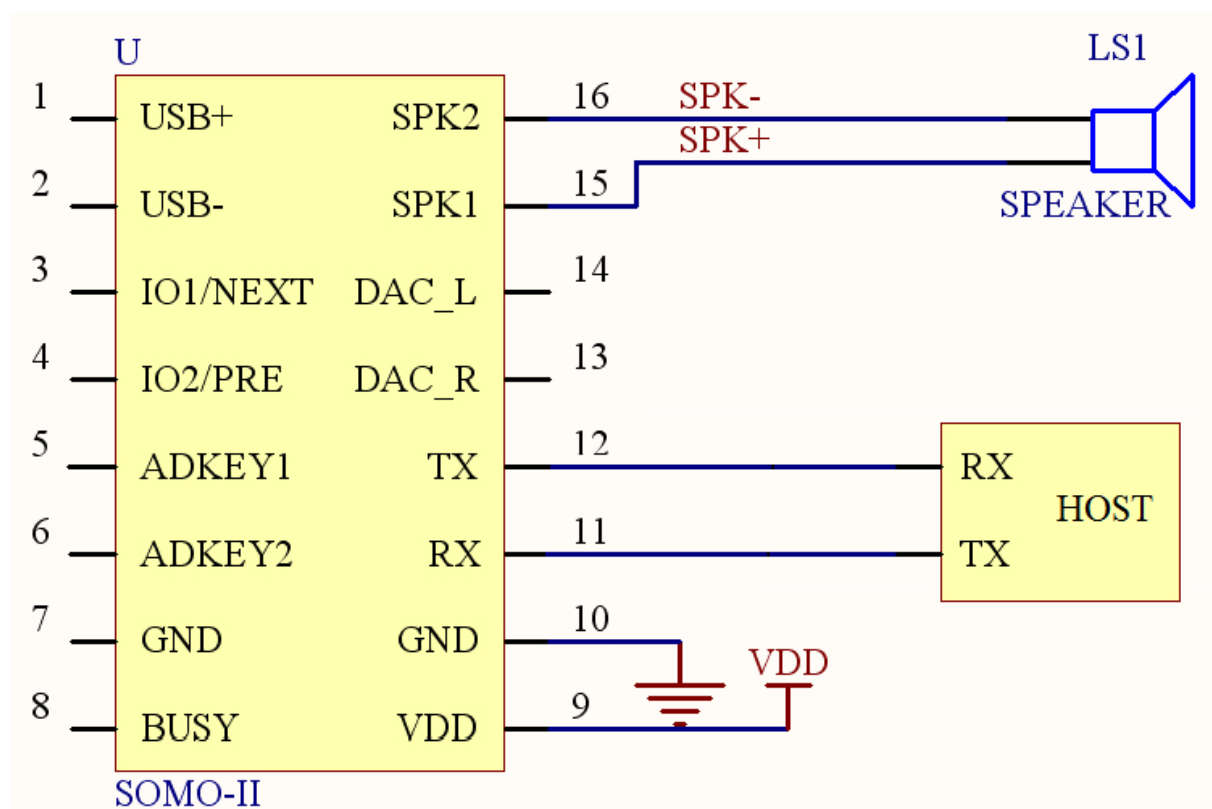 U
LS1
1
USB+
SPK2
16
SPK-
SPK+
2
USB-
SPK1
15
SPEAKER
3
IO1/NEXT
DAC_L
14
4
IO2/PRE
DAC_R
13
5
ADKEY1
TX
12
RX
HOST
6
ADKEY2
RX
11
TX
7
GND
GND
10
VDD
8
BUSY
VDD
9
SOMO-II